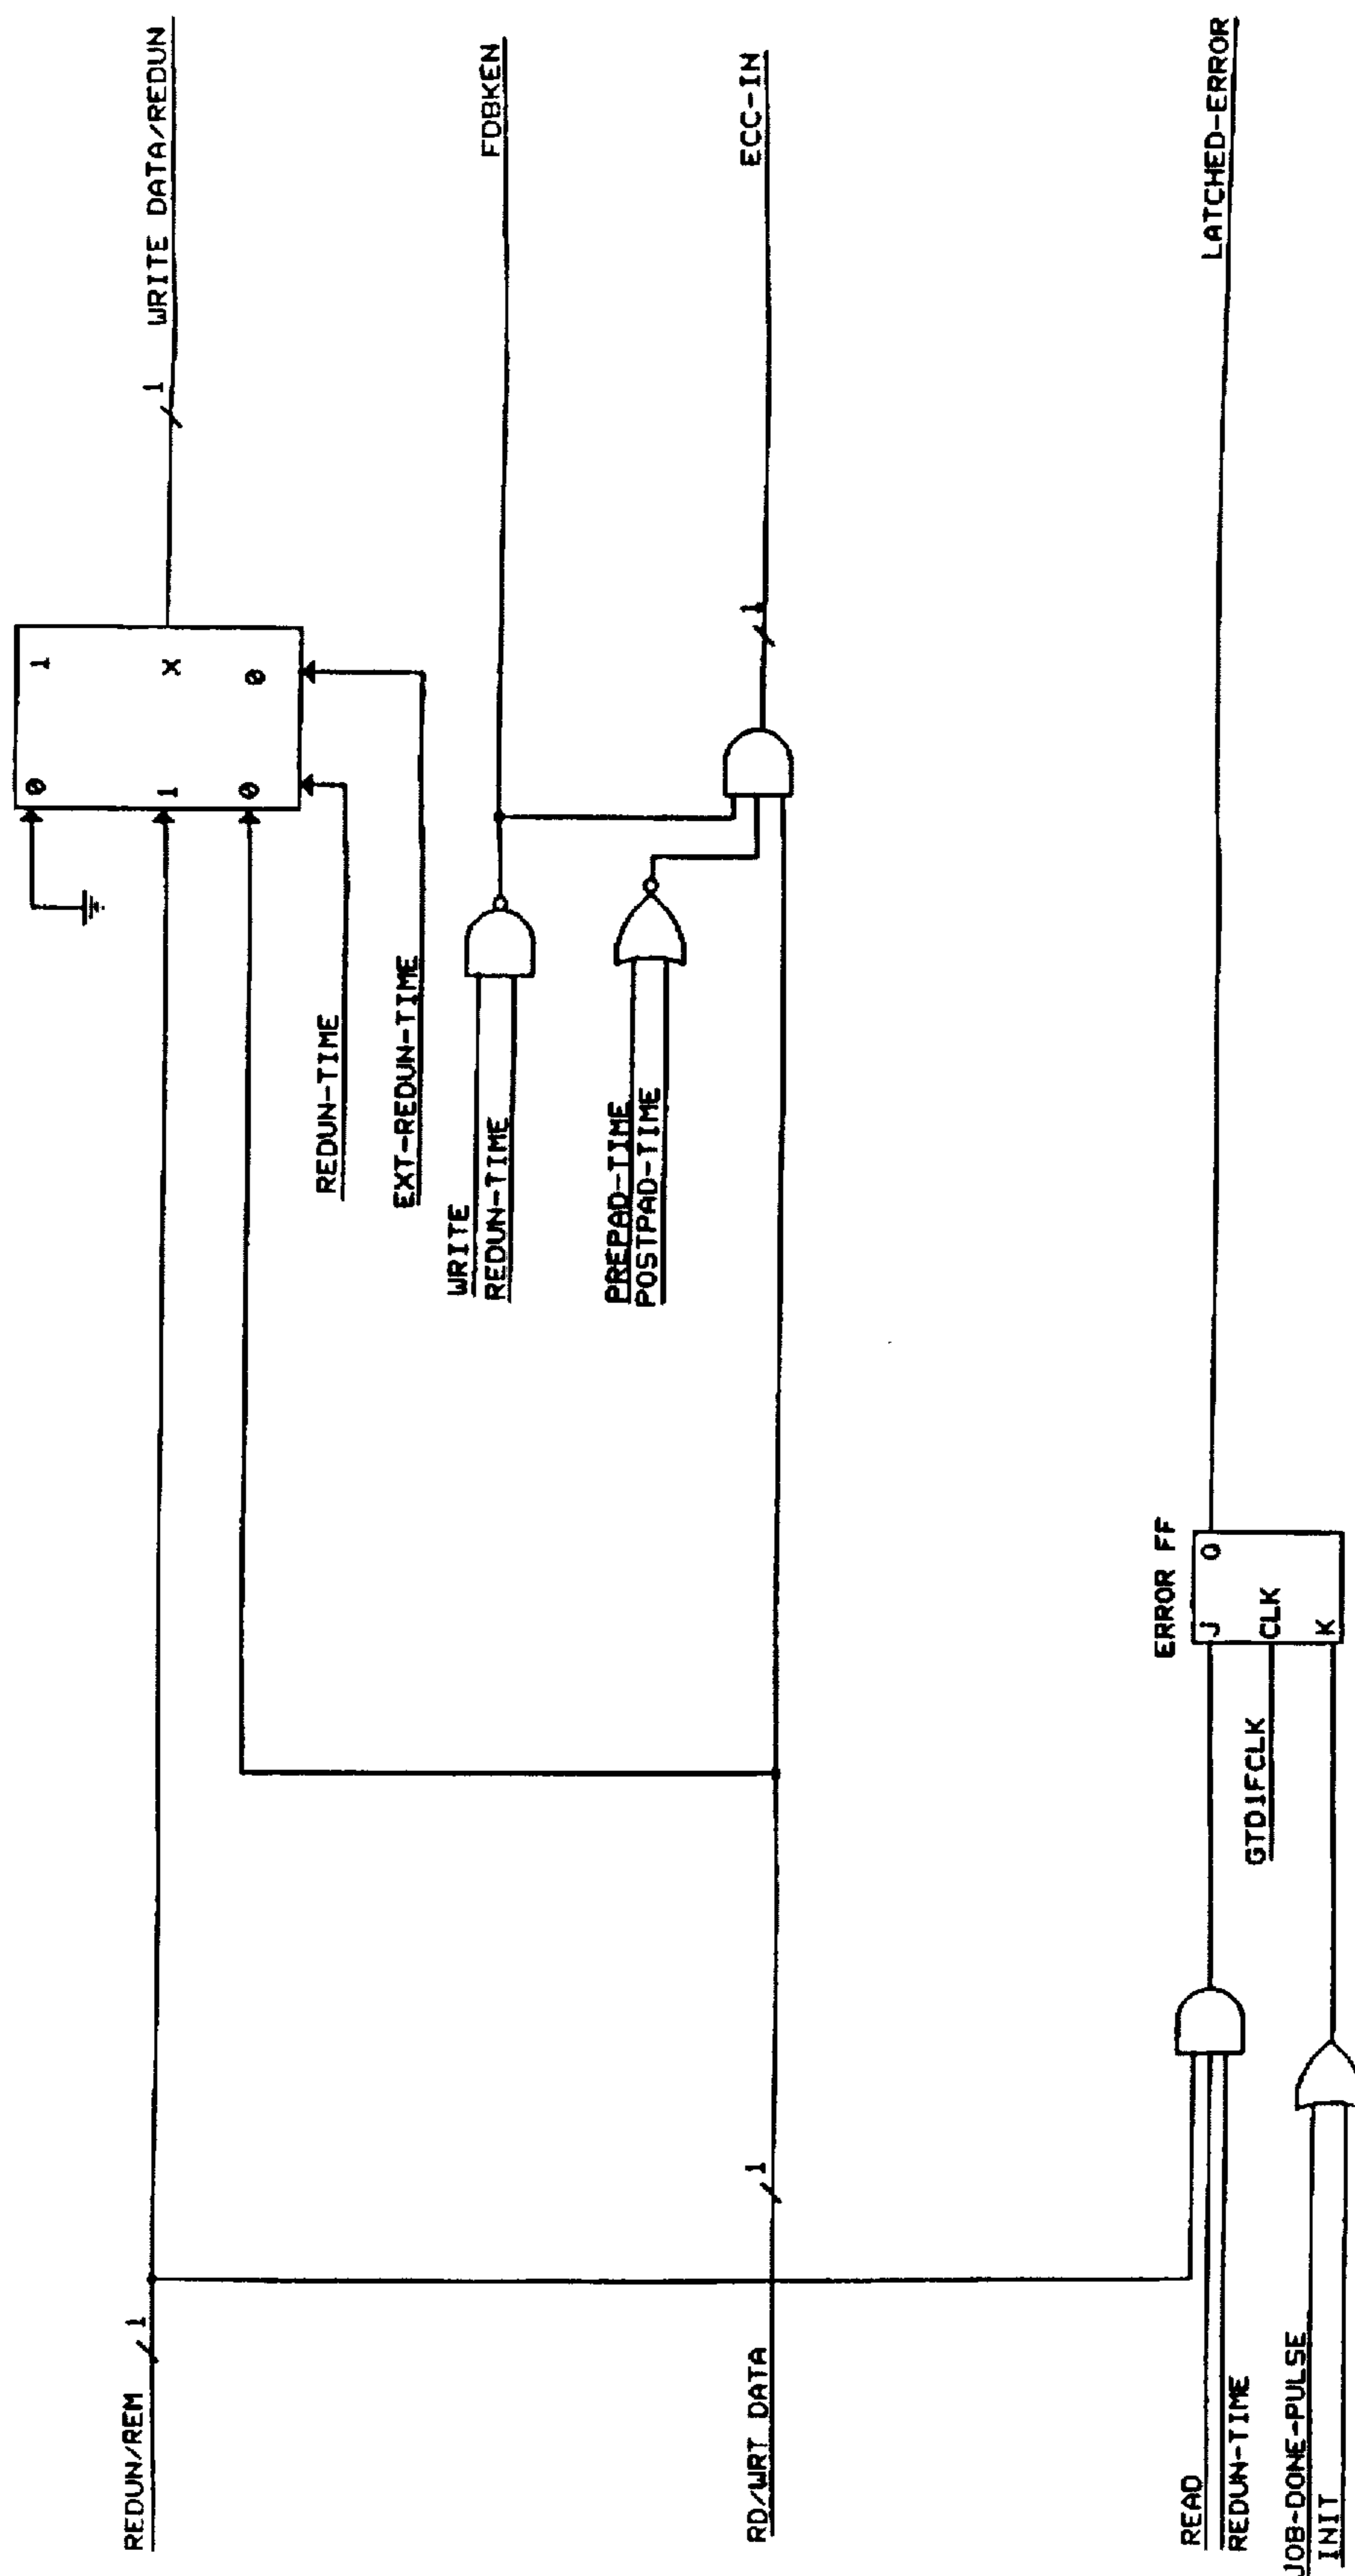 REDUN/REM
1
0
1
1
X
0
0
1
WRITE DATA/REDUN
REDUN-TIME
EXT-REDUN-TIME
WRITE
REDUN-TIME
FDBKEN
PREPAD-TIME
POSTPAD-TIME
RD/WRT DATA
1
1
ECC-IN
ERROR FF
READ
REDUN-TIME
J
Q
LATCHED-ERROR
GTD1FCLK
CLK
JOB-DONE-PULSE
INIT
K